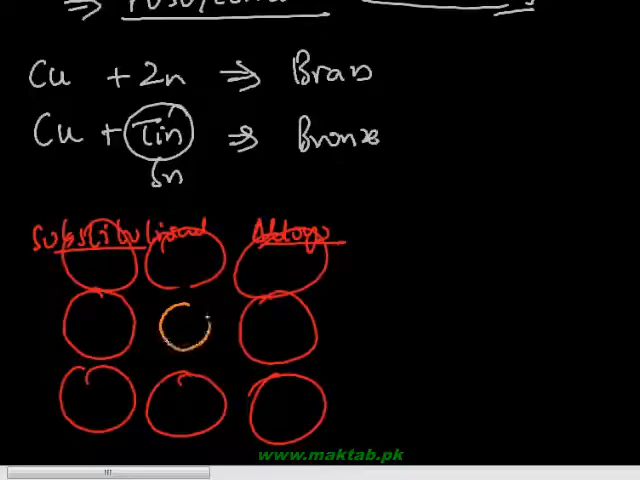 ⇒
Cu + Zn ⇒ Brass
Cu + Tin ⇒ Bronze
Sn
Substitutional Alloys
www.maktab.pk